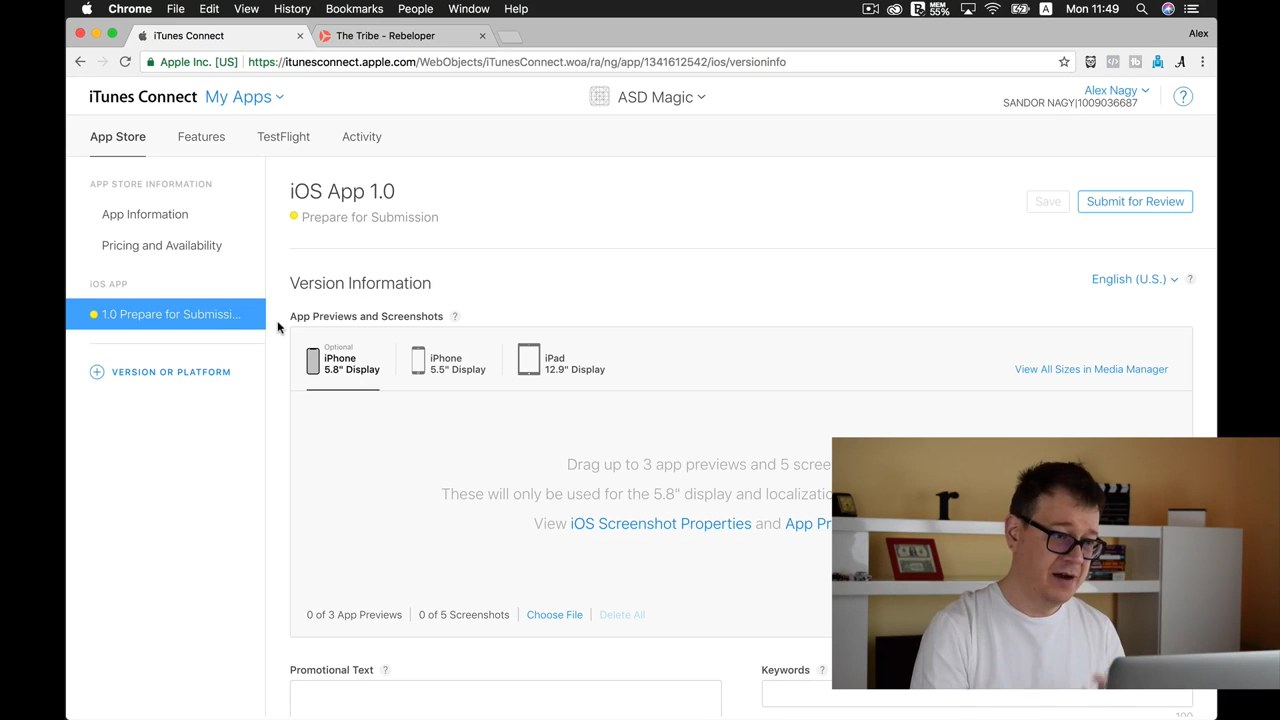 Chrome File Edit View History Bookmarks People Window Help
MEM 55% A Mon 11:49
iTunes Connect
The Tribe - Rebeloper
Alex
Apple Inc. [US] https://itunesconnect.apple.com/WebObjects/iTunesConnect.woa/ra/ng/app/1341612542/ios/versioninfo
iTunes Connect My Apps
ASD Magic
Alex Nagy
SANDOR NAGY|1009036687
?
App Store Features TestFlight Activity
APP STORE INFORMATION
App Information
Pricing and Availability
iOS APP
1.0 Prepare for Submissi...
VERSION OR PLATFORM
iOS App 1.0
Prepare for Submission
Save Submit for Review
Version Information
English (U.S.) ?
App Previews and Screenshots ?
Optional
iPhone
5.8" Display
iPhone
5.5" Display
iPad
12.9" Display
View All Sizes in Media Manager
Drag up to 3 app previews and 5 scree
These will only be used for the 5.8" display and localizatio
View iOS Screenshot Properties and App Pr
0 of 3 App Previews 0 of 5 Screenshots Choose File Delete All
Promotional Text ?
Keywords ?
100